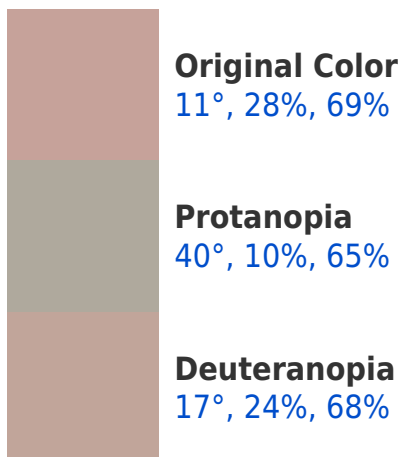 Original Color
11°, 28%, 69%
Protanopia
40°, 10%, 65%
Deuteranopia
17°, 24%, 68%